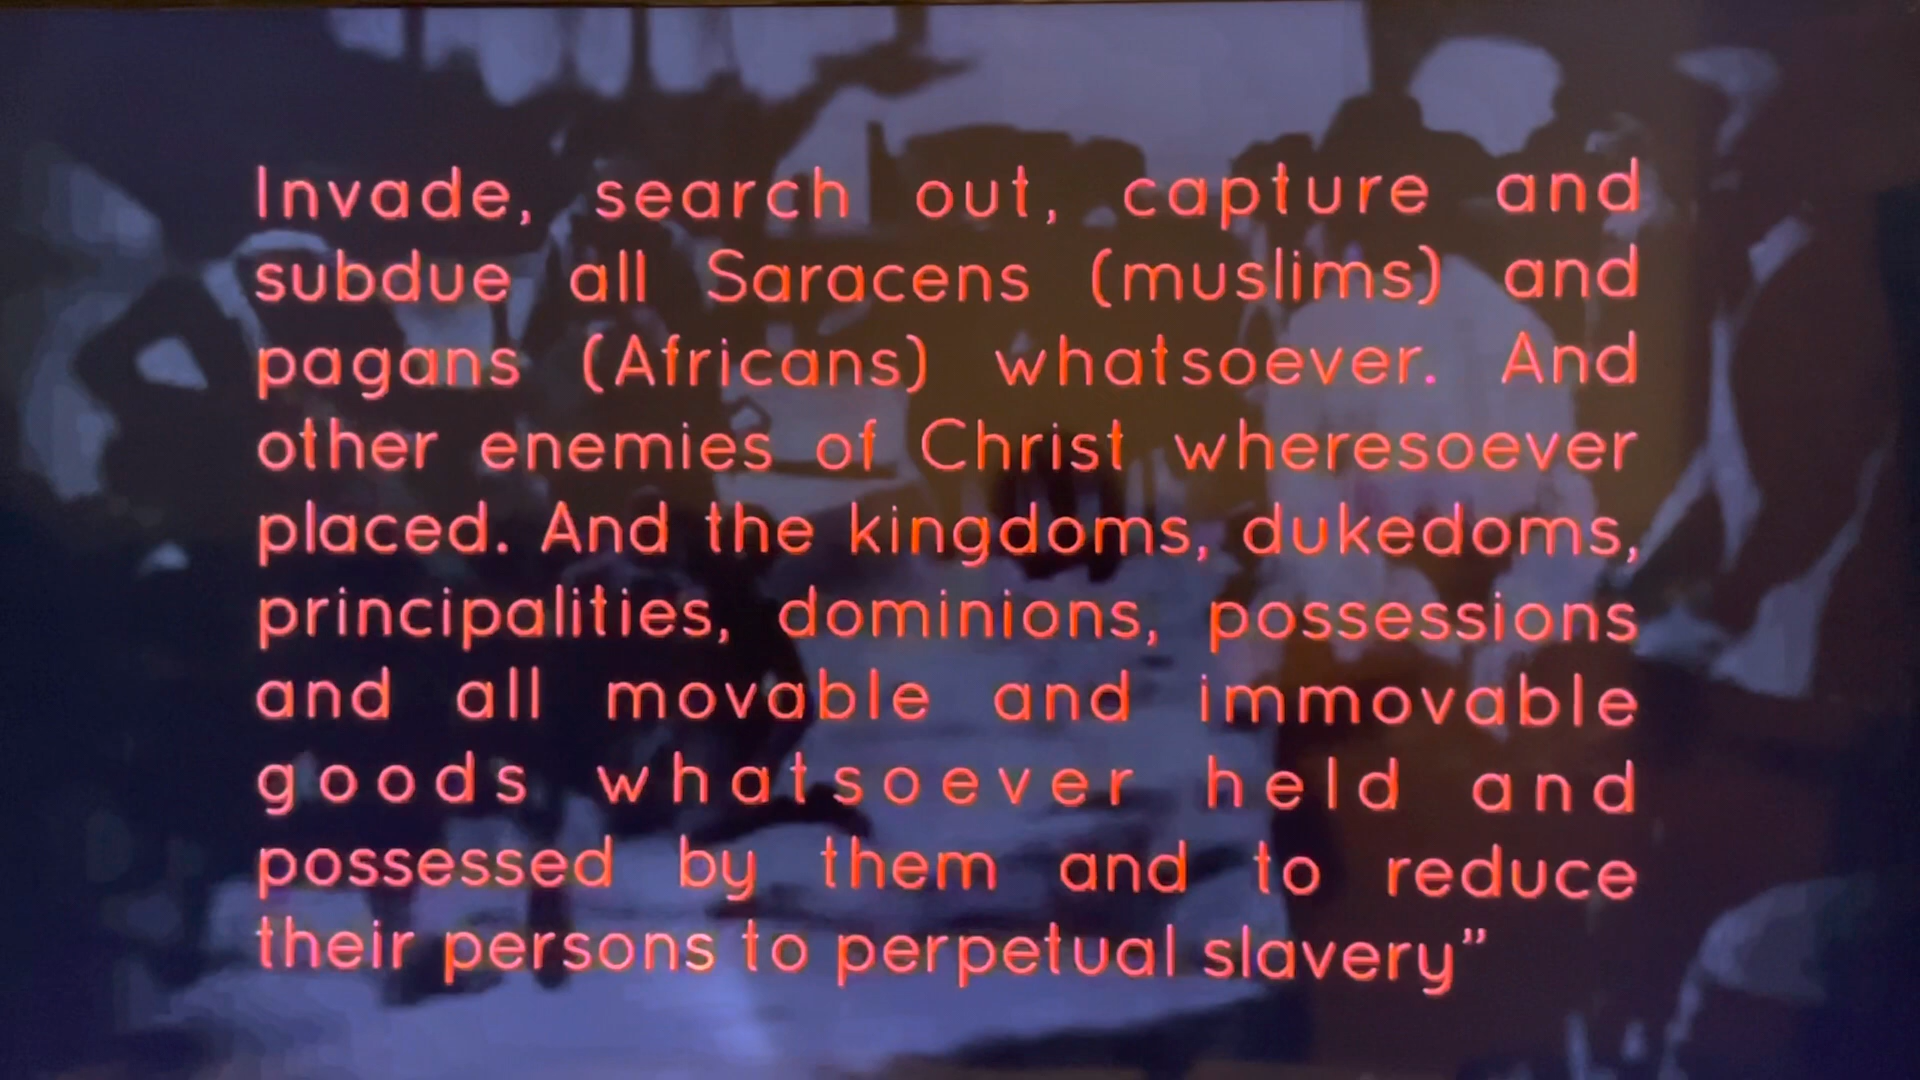 Invade, search out, capture and
subdue all Saracens (muslims) and
pagans (Africans) whatsoever. And
other enemies of Christ wheresoever
placed. And the kingdoms, dukedoms,
principalities, dominions, possessions
and all movable and immovable
goods whatsoever held and
possessed by them and to reduce
their persons to perpetual slavery”